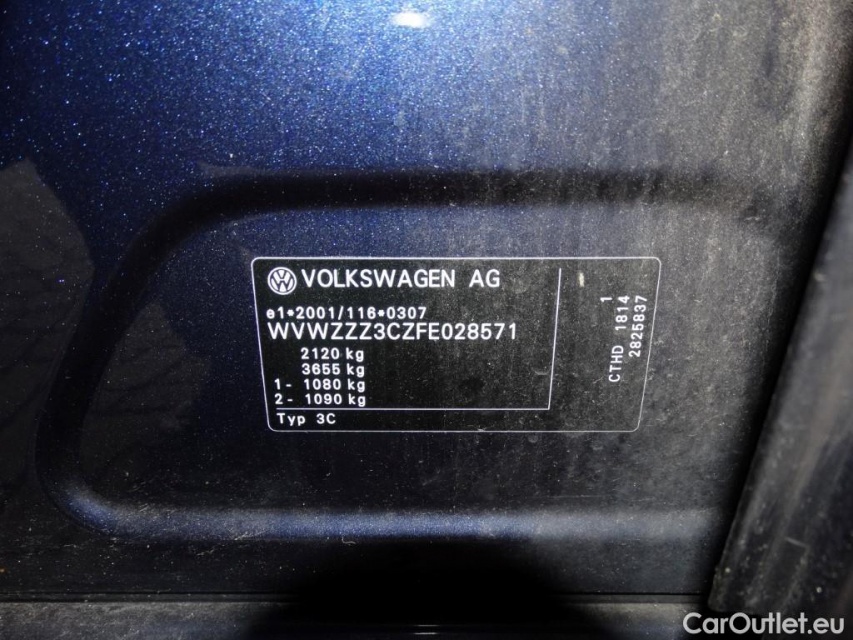 VOLKSWAGEN AG
e1*2001/116*0307
WVWZZZ3CZFE028571
2120 kg
3655 kg
1- 1080 kg
2- 1090 kg
Typ 3C
1
CTHD 1814
2825837
CarOutlet.eu